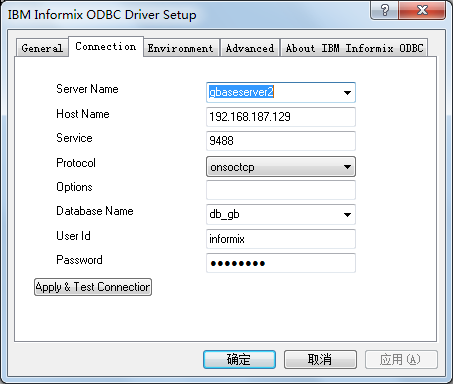 IBM Informix ODBC Driver Setup
General Connection Environment Advanced About IBM Informix ODBC
Server Name gbaseserver2
Host Name 192.168.187.129
Service 9488
Protocol onsoctcp
Options
Database Name db_gb
User Id informix
Password ●●●●●●●●
Apply & Test Connection
确定 取消 应用(A)